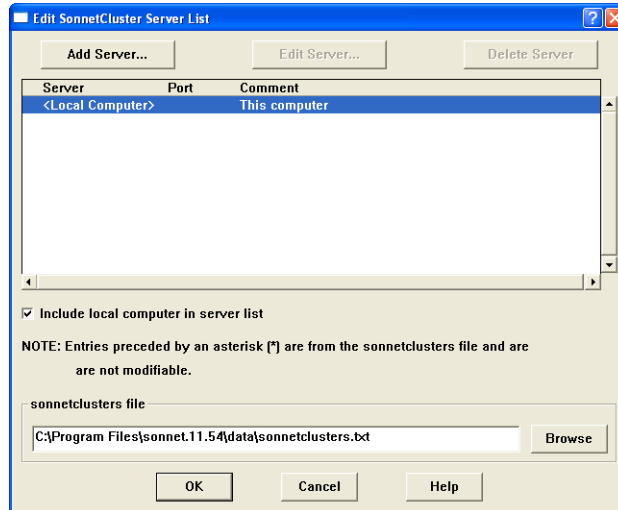 Edit SonnetCluster Server List
Add Server... Edit Server... Delete Server
Server Port Comment
<Local Computer> This computer
Include local computer in server list
NOTE: Entries preceded by an asterisk (*) are from the sonnetclusters file and are
are not modifiable.
sonnetclusters file
C:\Program Files\sonnet.11.54\data\sonnetclusters.txt Browse
OK Cancel Help